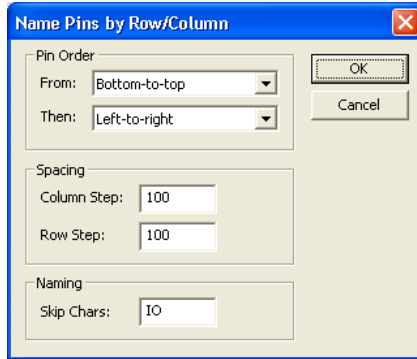 Name Pins by Row/Column
Pin Order
From: Bottom-to-top
Then: Left-to-right
OK
Cancel
Spacing
Column Step: 100
Row Step: 100
Naming
Skip Chars: IO